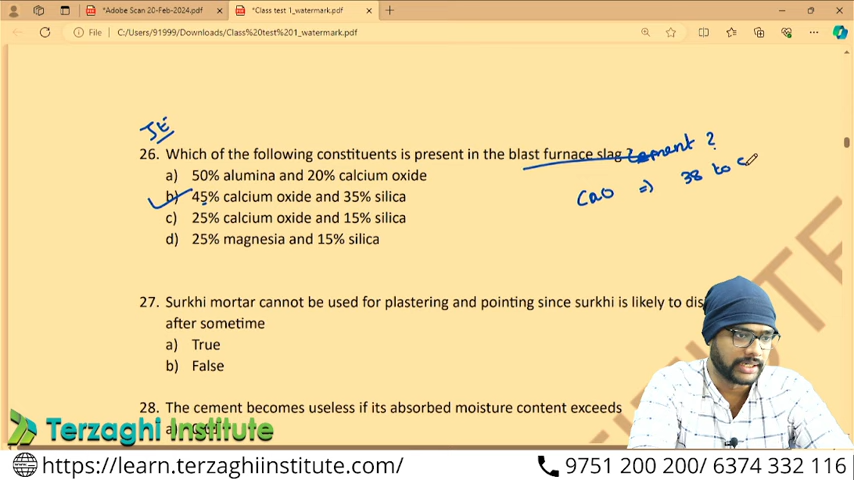 *Adobe Scan 20-Feb-2024.pdf
*Class test 1_watermark.pdf
File C:/Users/91999/Downloads/Class%20test%201_watermark.pdf
JE
26. Which of the following constituents is present in the blast furnace slag cement ?
a) 50% alumina and 20% calcium oxide
b) 45% calcium oxide and 35% silica
c) 25% calcium oxide and 15% silica
d) 25% magnesia and 15% silica
CaO ⇒ 38 to
27. Surkhi mortar cannot be used for plastering and pointing since surkhi is likely to
after sometime
a) True
b) False
28. The cement becomes useless if its absorbed moisture content exceeds
Terzaghi Institute
https://learn.terzaghiinstitute.com/
9751 200 200/ 6374 332 116